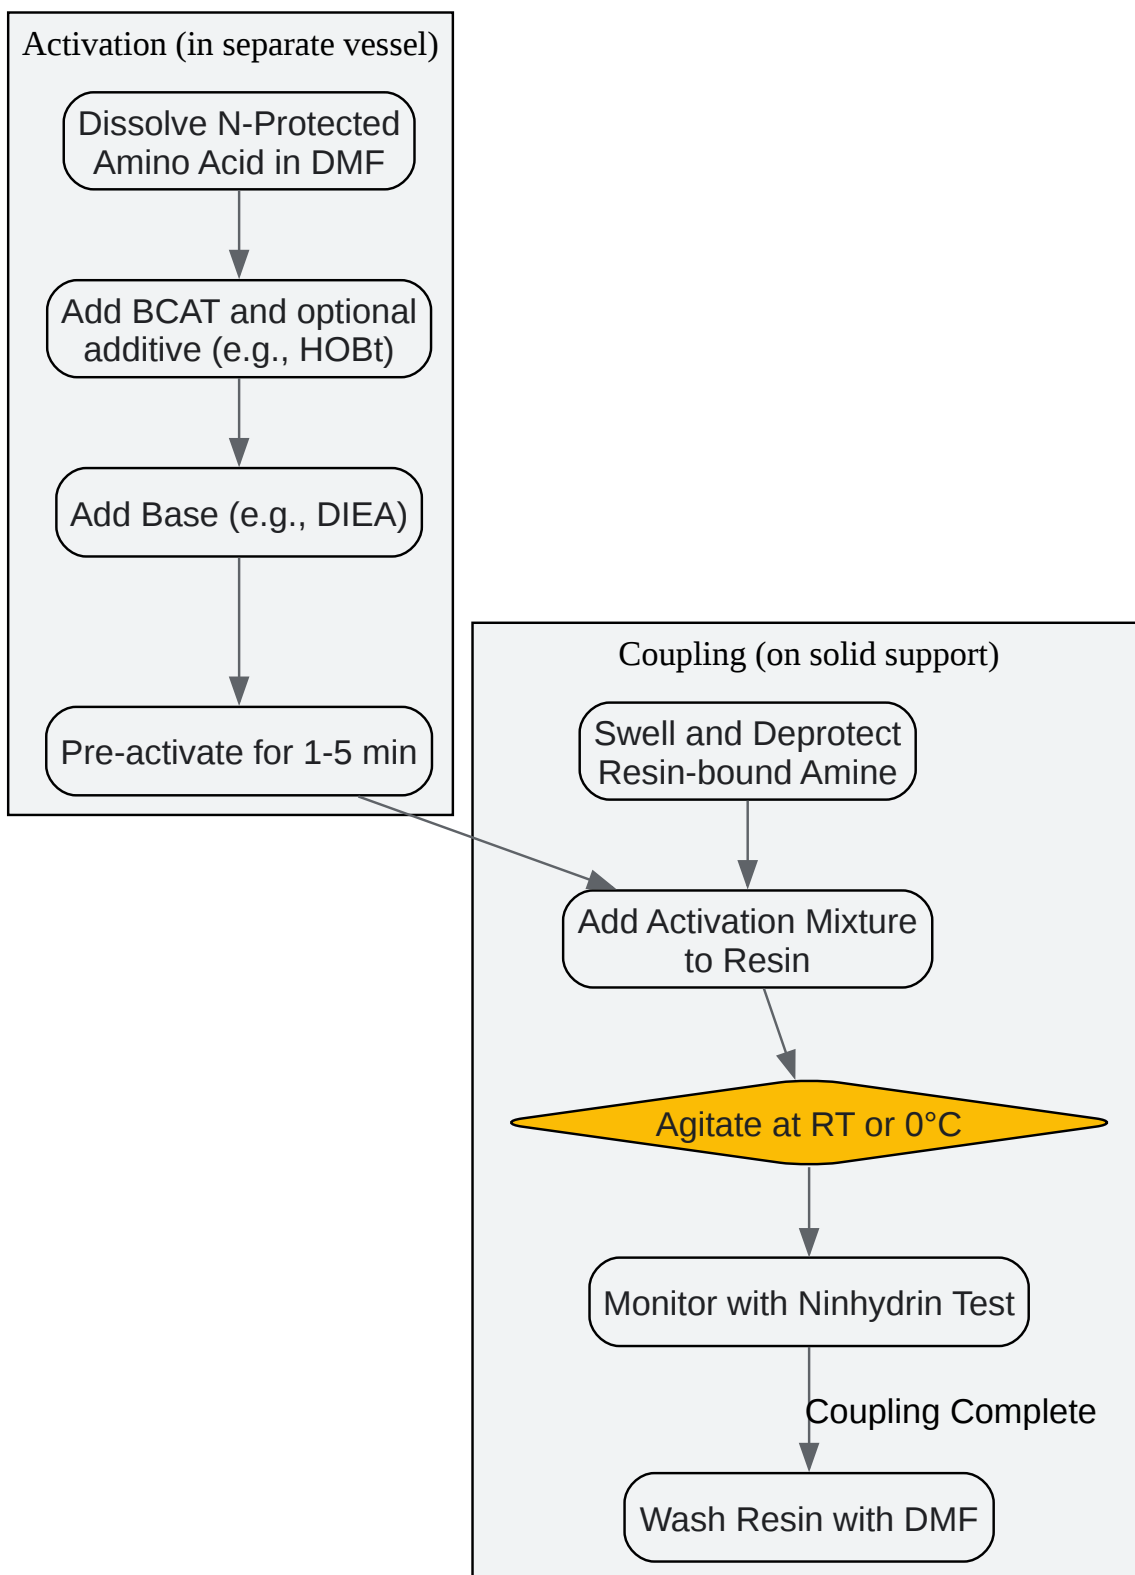 Activation (in separate vessel)
Dissolve N-Protected
Amino Acid in DMF
Add BCAT and optional
additive (e.g., HOBt)
Add Base (e.g., DIEA)
Pre-activate for 1-5 min
Coupling (on solid support)
Swell and Deprotect
Resin-bound Amine
Add Activation Mixture
to Resin
Agitate at RT or 0°C
Monitor with Ninhydrin Test
Coupling Complete
Wash Resin with DMF